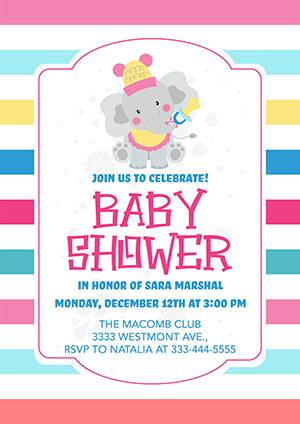 JOIN US TO CELEBRATE!
BABY
SHOWER
IN HONOR OF SARA MARSHAL
MONDAY, DECEMBER 12TH AT 3:00 PM
THE MACOMB CLUB
3333 WESTMONT AVE.,
RSVP TO NATALIA AT 333-444-5555